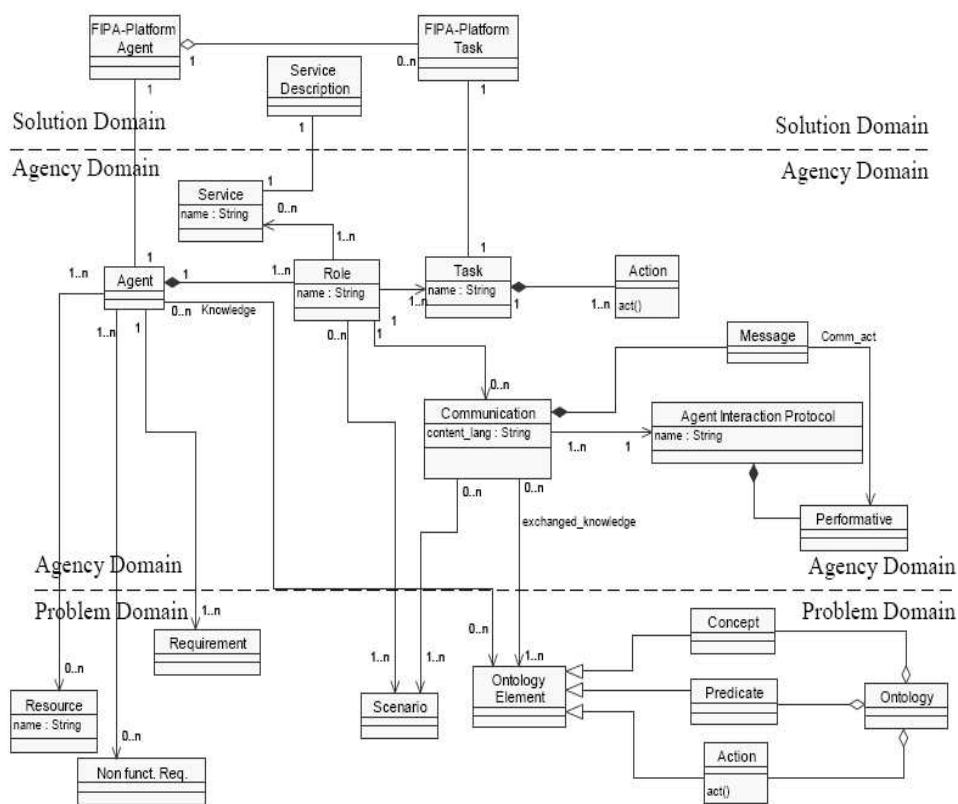 FIPA-Platform
Agent
1
0..n
FIPA-Platform
Task
1
1
Service
Description
1
Solution Domain
Solution Domain
Agency Domain
Agency Domain
Service
name : String
1
0..n
1..n
1
1
1..n
Agent
1
1..n
Role
name : String
Task
name : String
1..n
1
Action
act()
1..n
0..n
Knowledge
1..n
1
0..n
1
1
Message
Comm_act
0..n
Communication
content_lang : String
1..n
1
Agent Interaction Protocol
name : String
0..n
0..n
exchanged_knowledge
Performative
Agency Domain
Agency Domain
Problem Domain
Problem Domain
1..n
Requirement
0..n
Resource
name : String
0..n
Non funct. Req.
1..n
1..n
Scenario
0..n
1..n
Ontology
Element
Concept
Predicate
Ontology
Action
act()